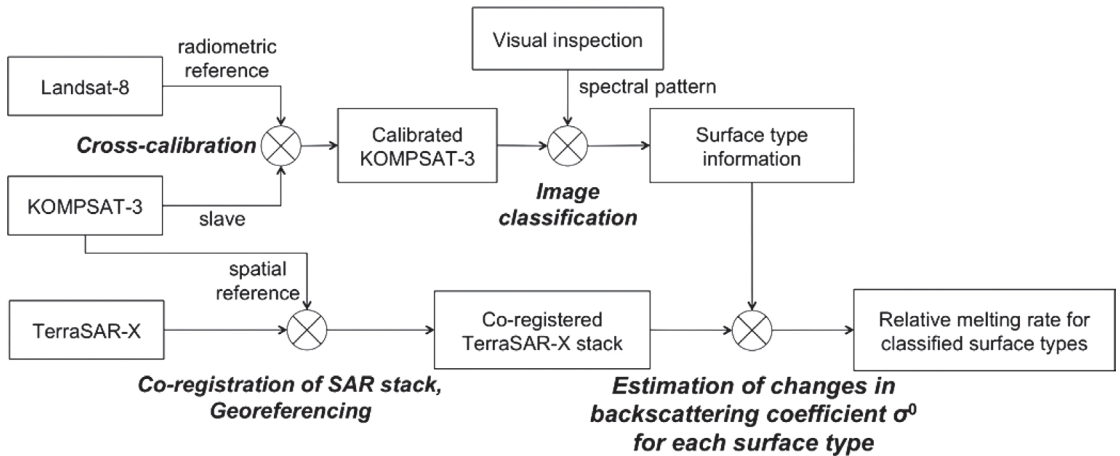 Visual inspection
radiometric
reference
Landsat-8
spectral pattern
Cross-calibration
Calibrated
KOMPSAT-3
Surface type
information
Image
classification
KOMPSAT-3
slave
spatial
reference
TerraSAR-X
Co-registered
TerraSAR-X stack
Relative melting rate for
classified surface types
Co-registration of SAR stack,
Georeferencing
Estimation of changes in
backscattering coefficient σ⁰
for each surface type